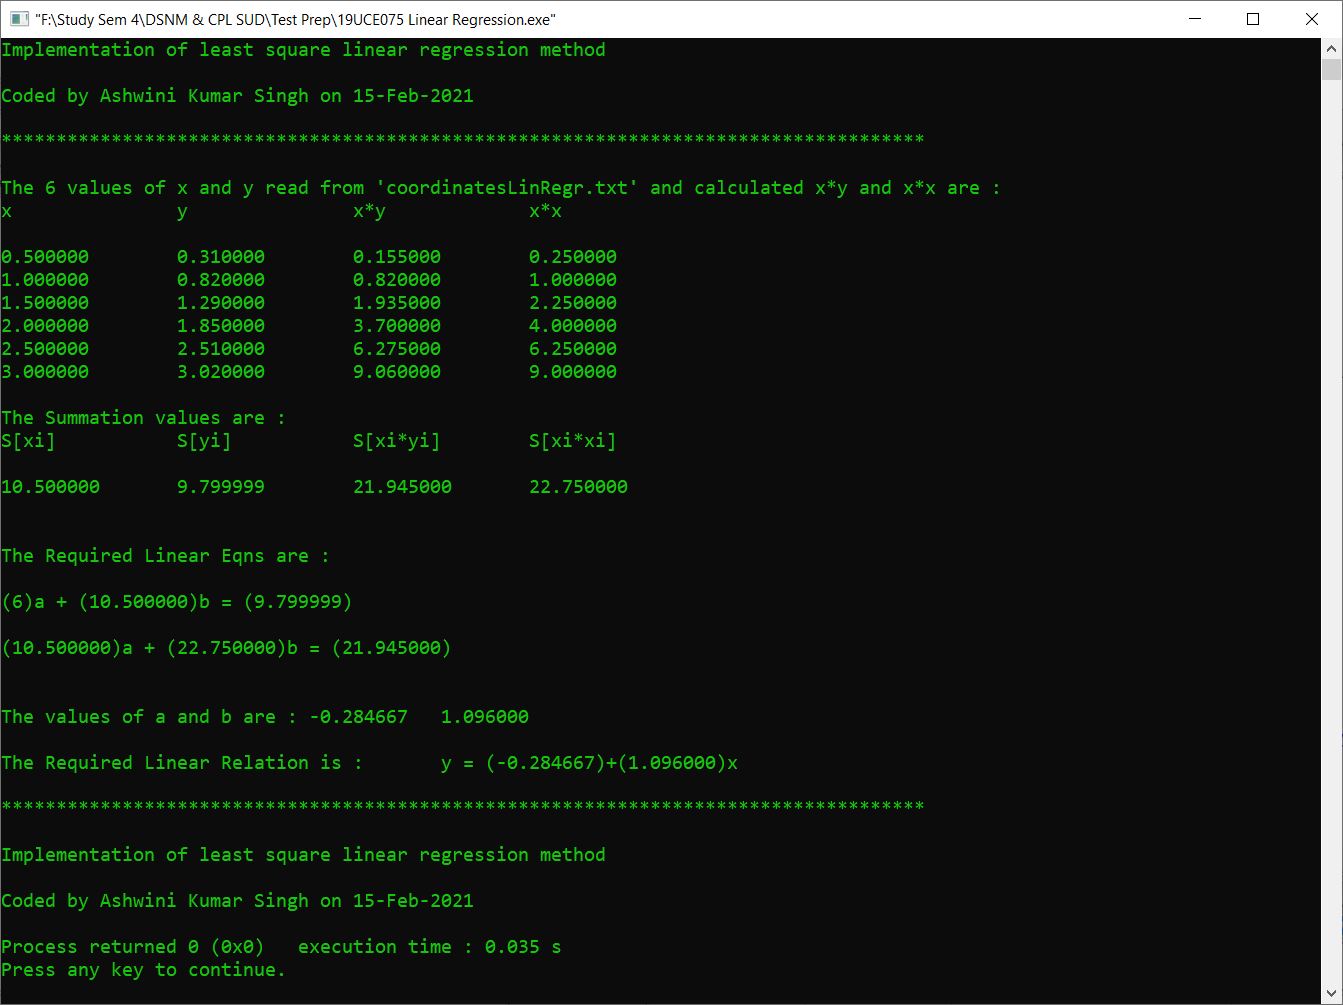 "F:\Study Sem 4\DSNM & CPL SUD\Test Prep\19UCE075 Linear Regression.exe"
Implementation of least square linear regression method
Coded by Ashwini Kumar Singh on 15-Feb-2021
************************************************************************************
The 6 values of x and y read from 'coordinatesLinRegr.txt' and calculated x*y and x*x are :
x y x*y x*x
0.500000 0.310000 0.155000 0.250000
1.000000 0.820000 0.820000 1.000000
1.500000 1.290000 1.935000 2.250000
2.000000 1.850000 3.700000 4.000000
2.500000 2.510000 6.275000 6.250000
3.000000 3.020000 9.060000 9.000000
The Summation values are :
S[xi] S[yi] S[xi*yi] S[xi*xi]
10.500000 9.799999 21.945000 22.750000
The Required Linear Eqns are :
(6)a + (10.500000)b = (9.799999)
(10.500000)a + (22.750000)b = (21.945000)
The values of a and b are : -0.284667 1.096000
The Required Linear Relation is : y = (-0.284667)+(1.096000)x
************************************************************************************
Implementation of least square linear regression method
Coded by Ashwini Kumar Singh on 15-Feb-2021
Process returned 0 (0x0) execution time : 0.035 s
Press any key to continue.